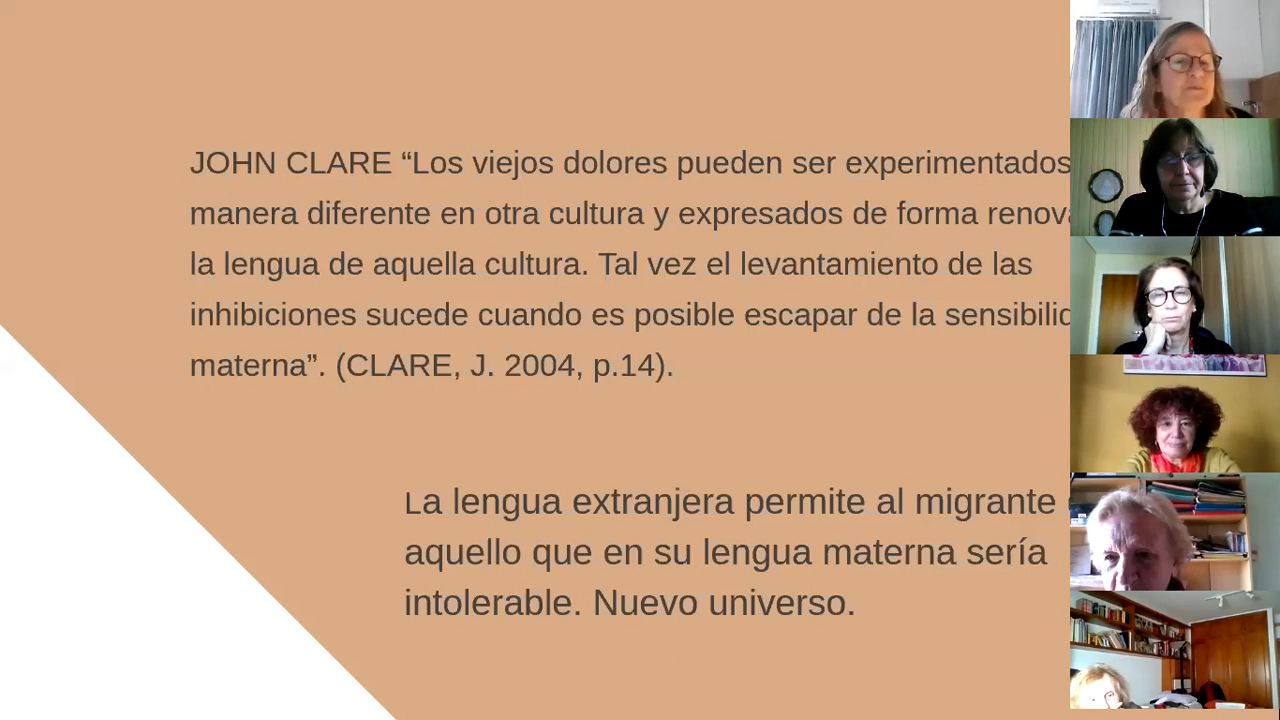 JOHN CLARE “Los viejos dolores pueden ser experimentados
manera diferente en otra cultura y expresados de forma
la lengua de aquella cultura. Tal vez el levantamiento de las
inhibiciones sucede cuando es posible escapar de la
materna”. (CLARE, J. 2004, p.14).
La lengua extranjera permite al migrante
aquello que en su lengua materna sería
intolerable. Nuevo universo.